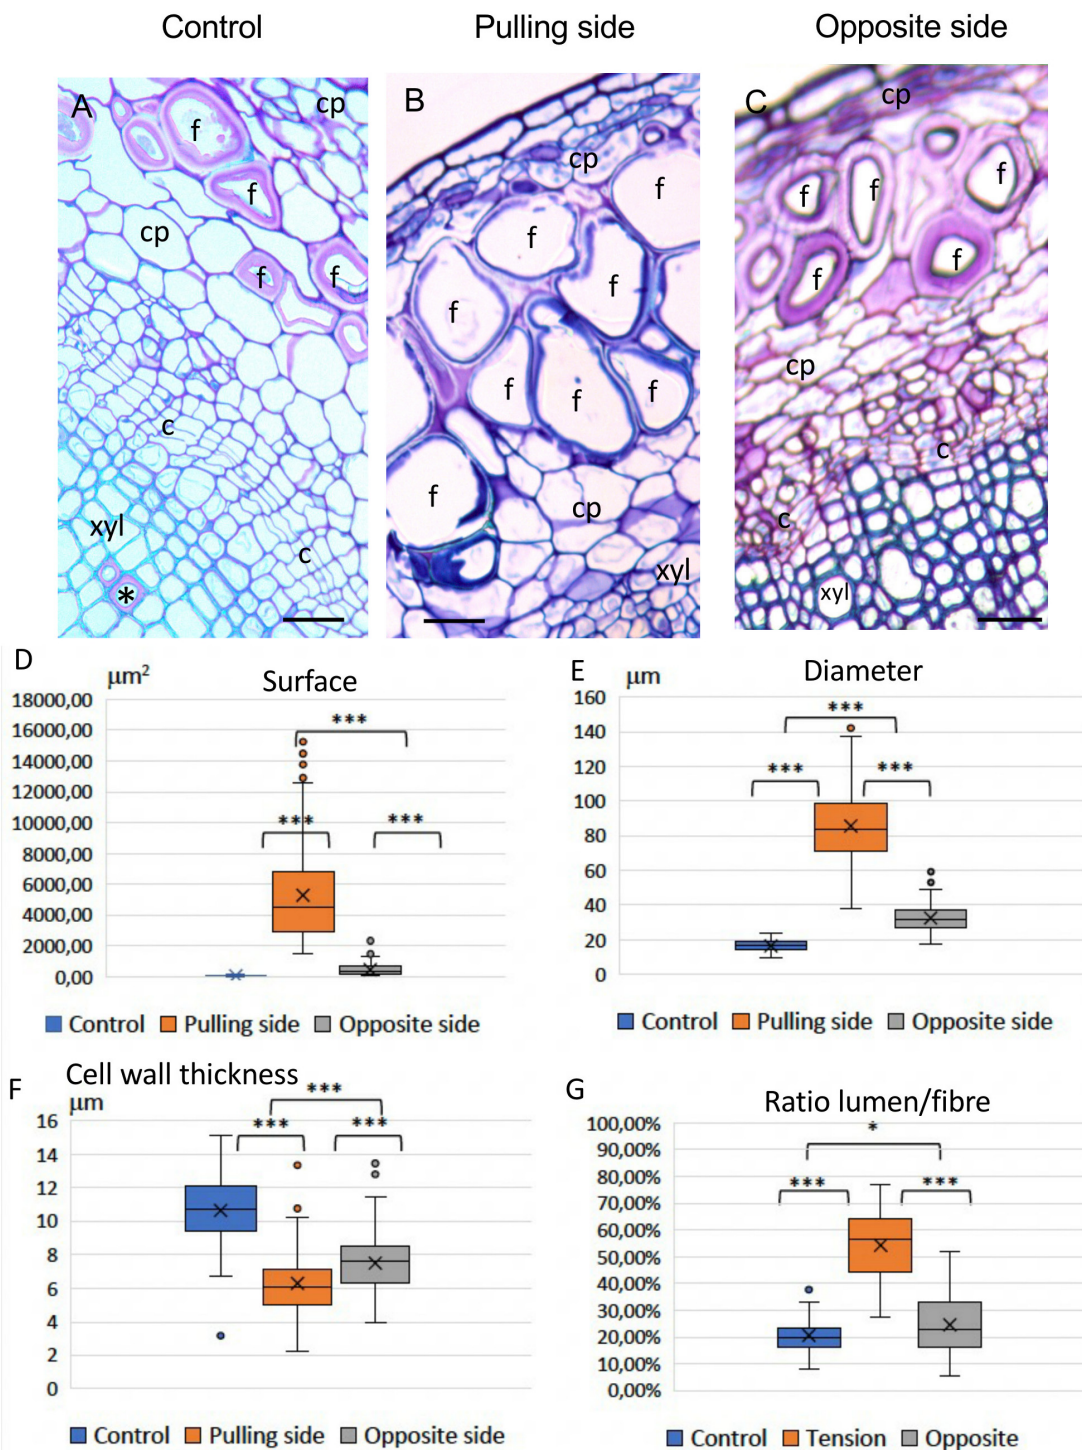 Control Pulling side Opposite side
A B C
cp cp cp
f f f f
f f f f
cp f f f f
f f f
f f f f
cp cp
c c
f cp
xyl c xyl c
* xyl
D E
µm² Surface µm Diameter
18000,00 160
16000,00 *** 140 ***
14000,00 120
12000,00 *** ***
10000,00 *** *** 100
8000,00 80
6000,00 60
4000,00 40
2000,00 20
0,00 0
Control Pulling side Opposite side
Control Pulling side Opposite side
F Cell wall thickness G
µm *** Ratio lumen/fibre
16 *** *** 100,00% *
14 90,00%
12 80,00%
10 *** *** 70,00%
8 60,00%
6 50,00%
4 40,00%
2 30,00%
0 20,00%
10,00%
0,00%
Control Pulling side Opposite side
Control Tension Opposite